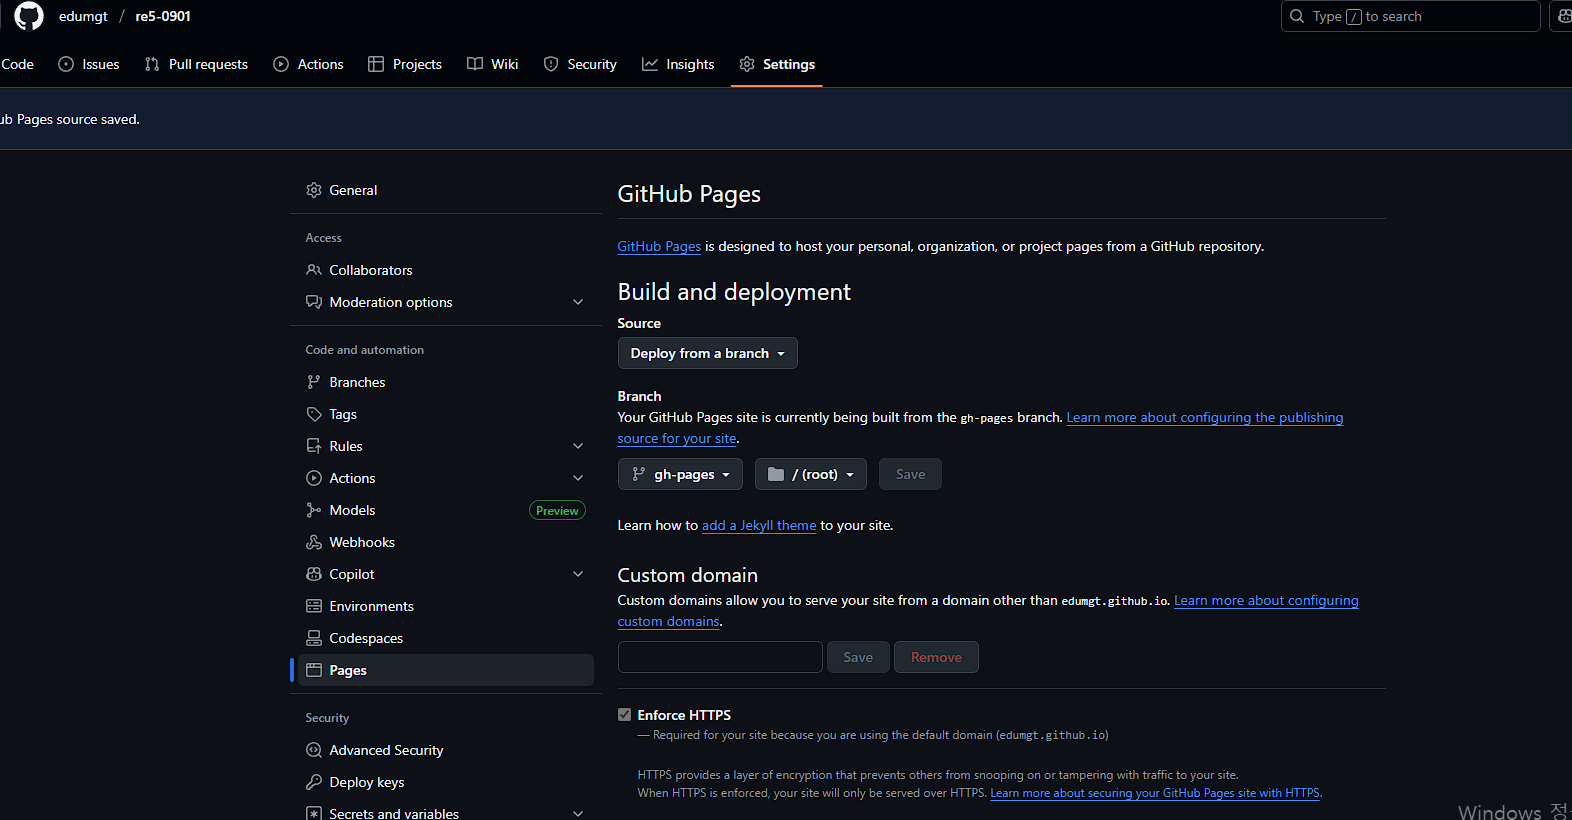 edumgt / re5-0901
Type / to search
Code Issues Pull requests Actions Projects Wiki Security Insights Settings
ub Pages source saved.
General
Access
Collaborators
Moderation options
Code and automation
Branches
Tags
Rules
Actions
Models Preview
Webhooks
Copilot
Environments
Codespaces
Pages
Security
Advanced Security
Deploy keys
Secrets and variables
GitHub Pages
GitHub Pages is designed to host your personal, organization, or project pages from a GitHub repository.
Build and deployment
Source
Deploy from a branch
Branch
Your GitHub Pages site is currently being built from the gh-pages branch. Learn more about configuring the publishing
source for your site.
gh-pages / (root) Save
Learn how to add a Jekyll theme to your site.
Custom domain
Custom domains allow you to serve your site from a domain other than edumgt.github.io. Learn more about configuring
custom domains.
Save Remove
Enforce HTTPS
— Required for your site because you are using the default domain (edumgt.github.io)
HTTPS provides a layer of encryption that prevents others from snooping on or tampering with traffic to your site.
When HTTPS is enforced, your site will only be served over HTTPS. Learn more about securing your GitHub Pages site with HTTPS.
Windows 정